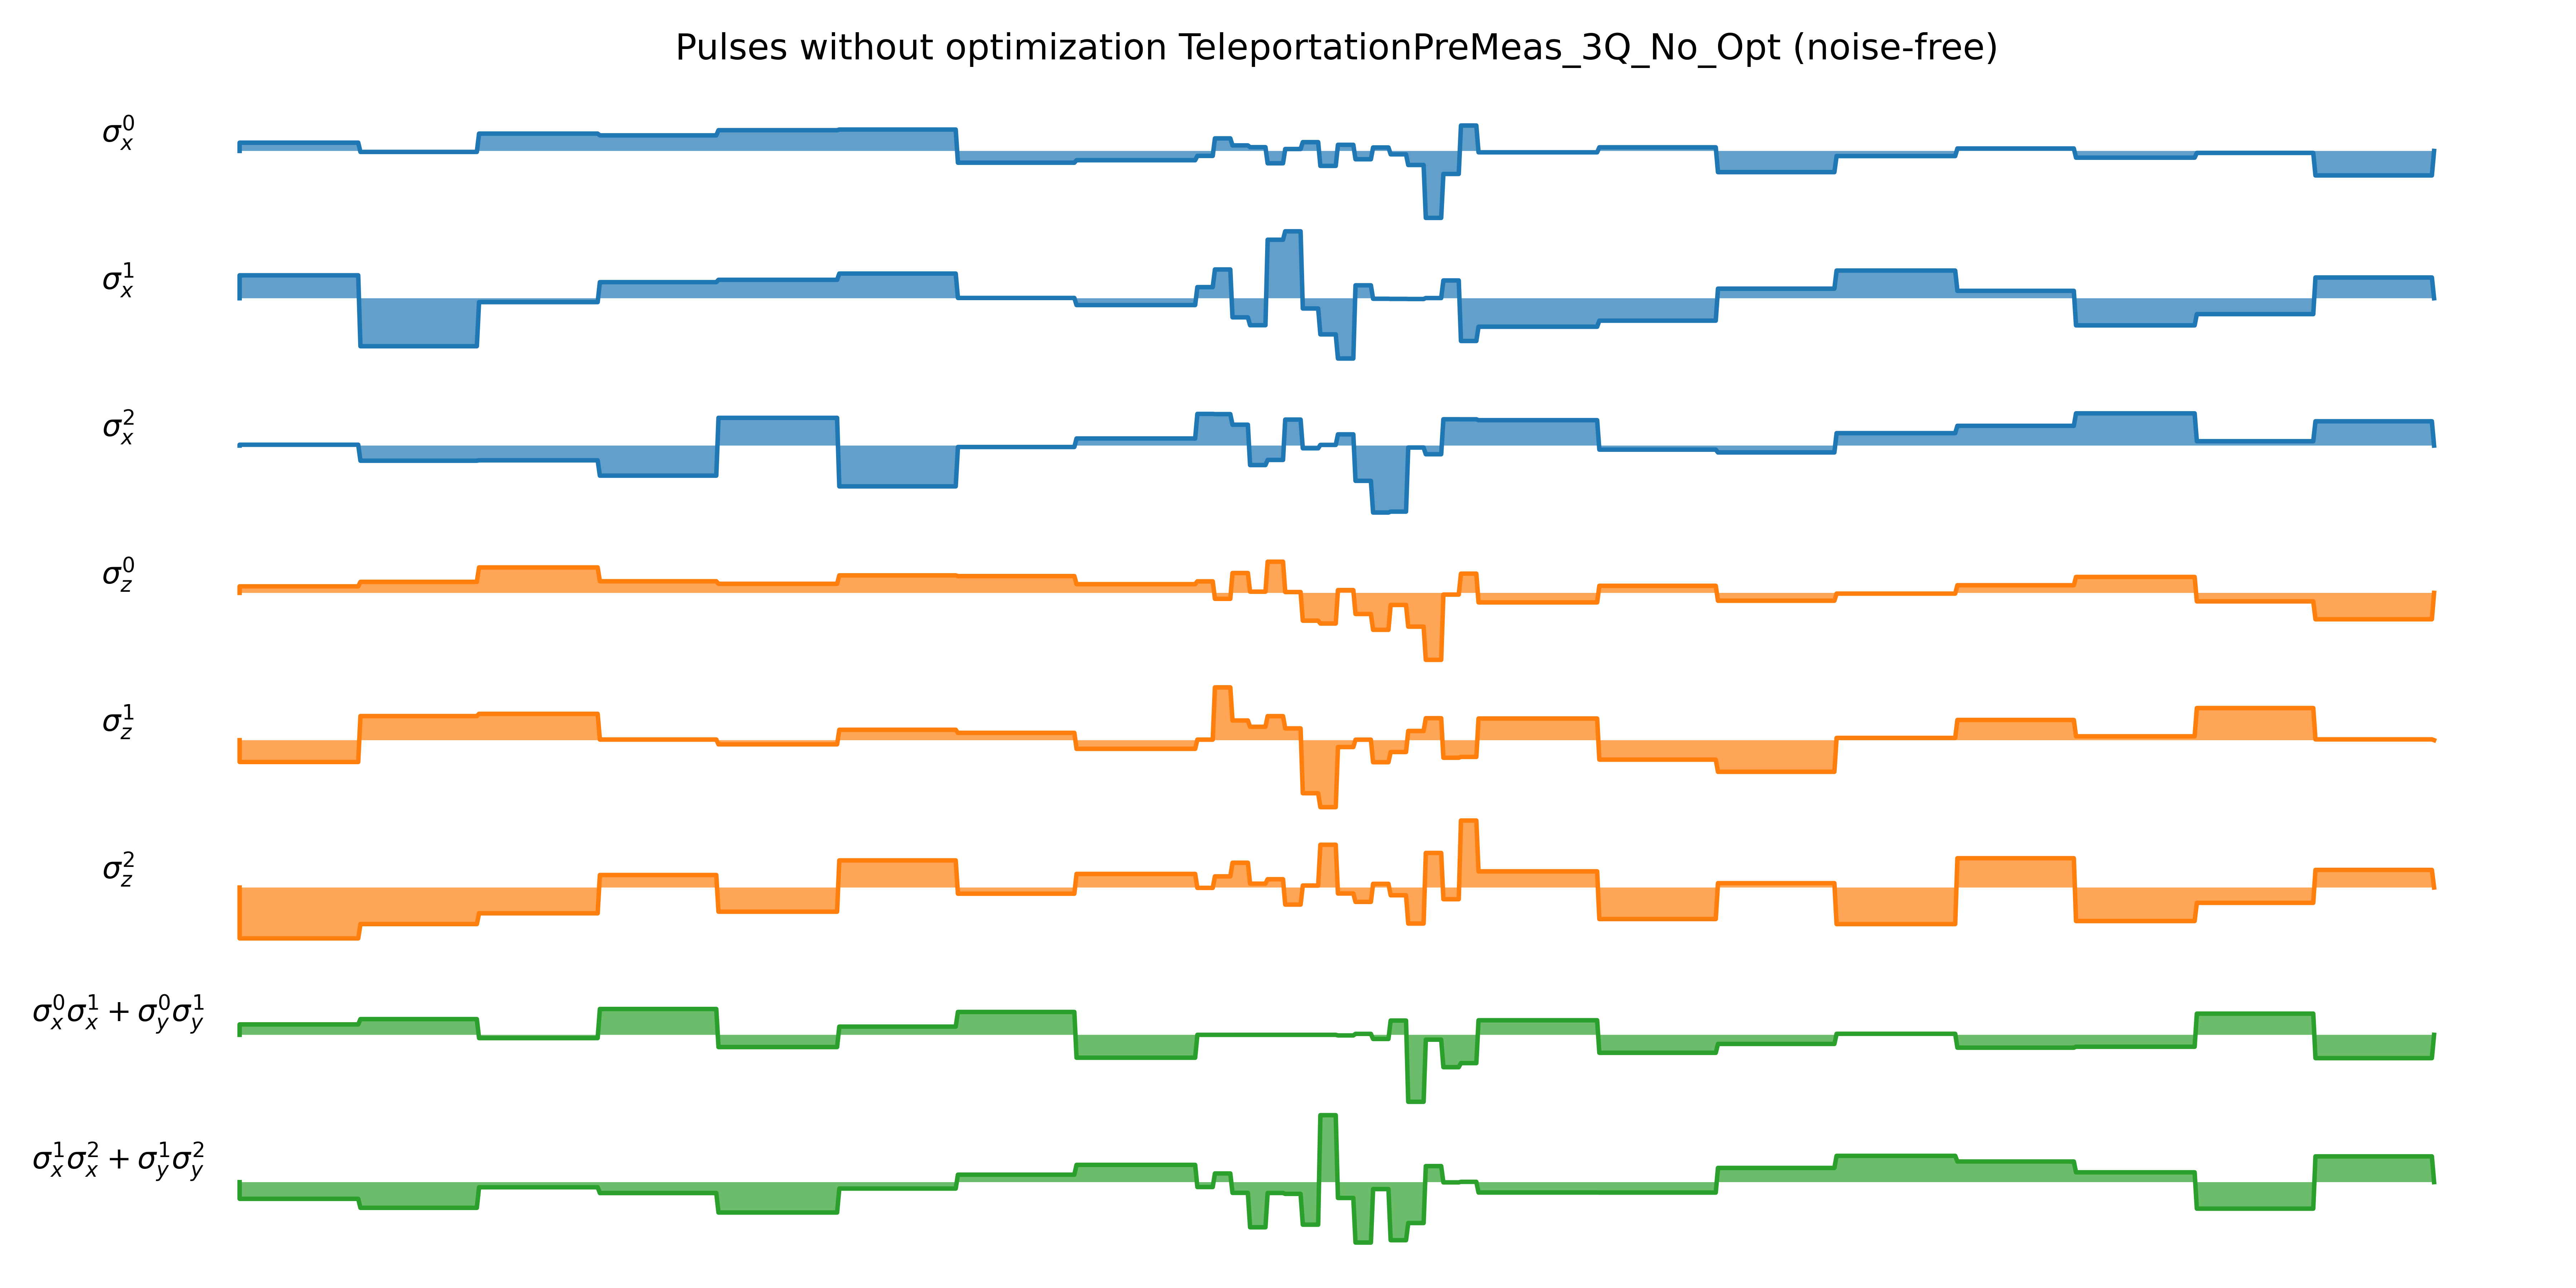 Pulses without optimization TeleportationPreMeas_3Q_No_Opt (noise-free)
σ_x^0
σ_x^1
σ_x^2
σ_z^0
σ_z^1
σ_z^2
σ_x^0σ_x^1 + σ_y^0σ_y^1
σ_x^1σ_x^2 + σ_y^1σ_y^2